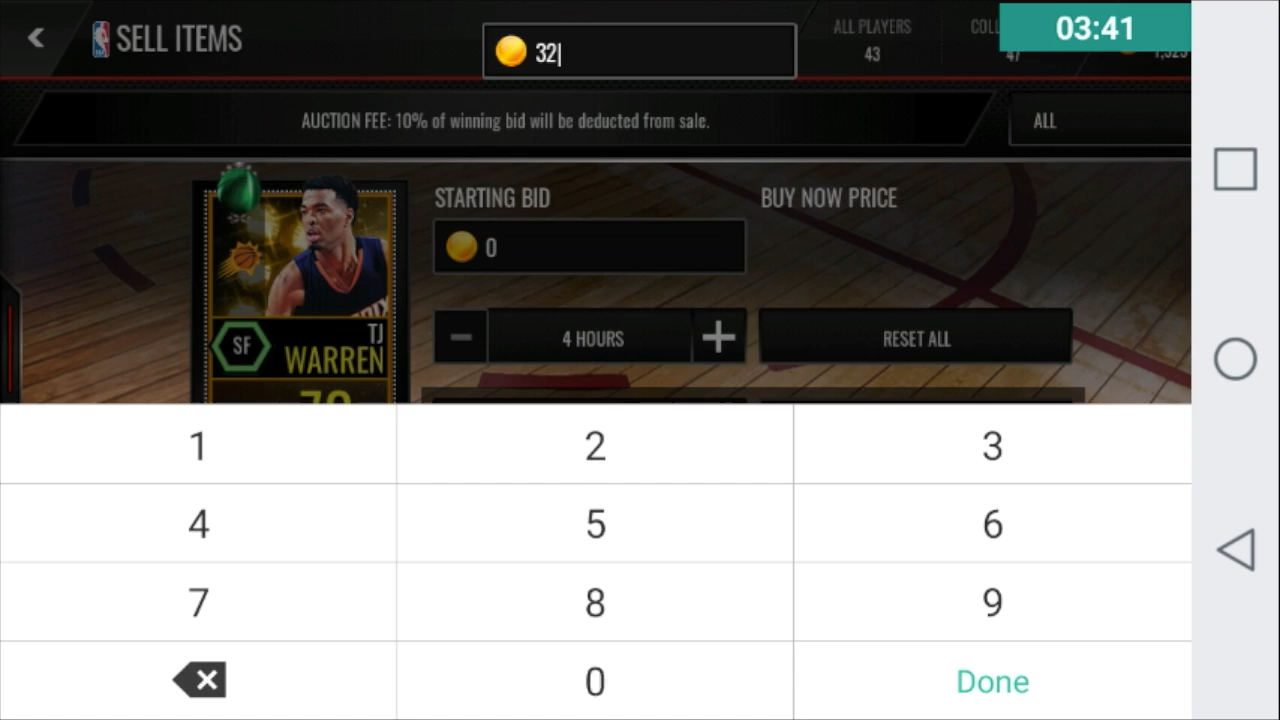 SELL ITEMS
32
ALL PLAYERS
43
COLL
47
03:41
AUCTION FEE: 10% of winning bid will be deducted from sale.
ALL
STARTING BID
BUY NOW PRICE
0
4 HOURS
RESET ALL
SF
TJ
WARREN
1 2 3
4 5 6
7 8 9
0 Done